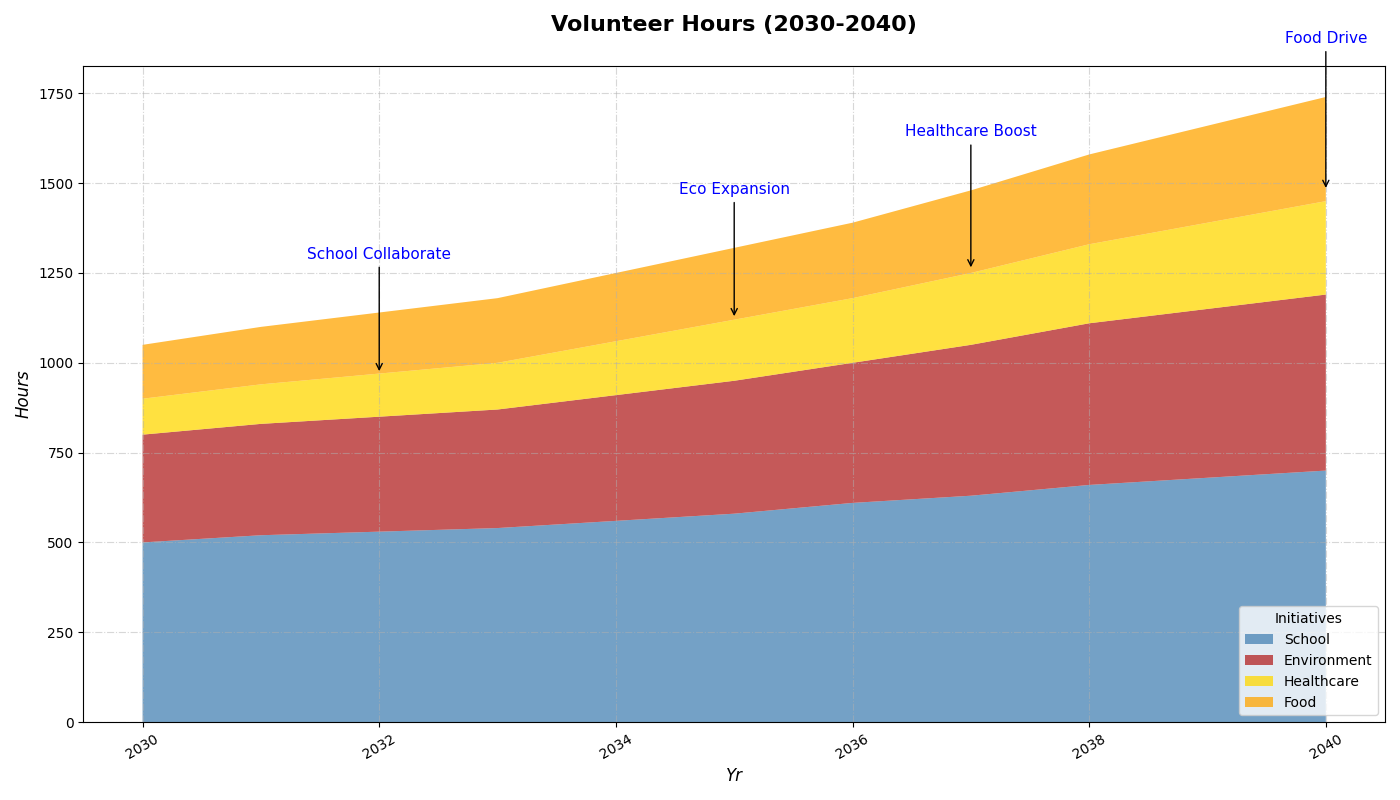 Volunteer Hours (2030-2040)
Food Drive
Healthcare Boost
Eco Expansion
School Collaborate
1750
1500
1250
1000
750
500
250
0
Hours
2030
2032
2034
2036
2038
2040
Yr
Initiatives
School
Environment
Healthcare
Food